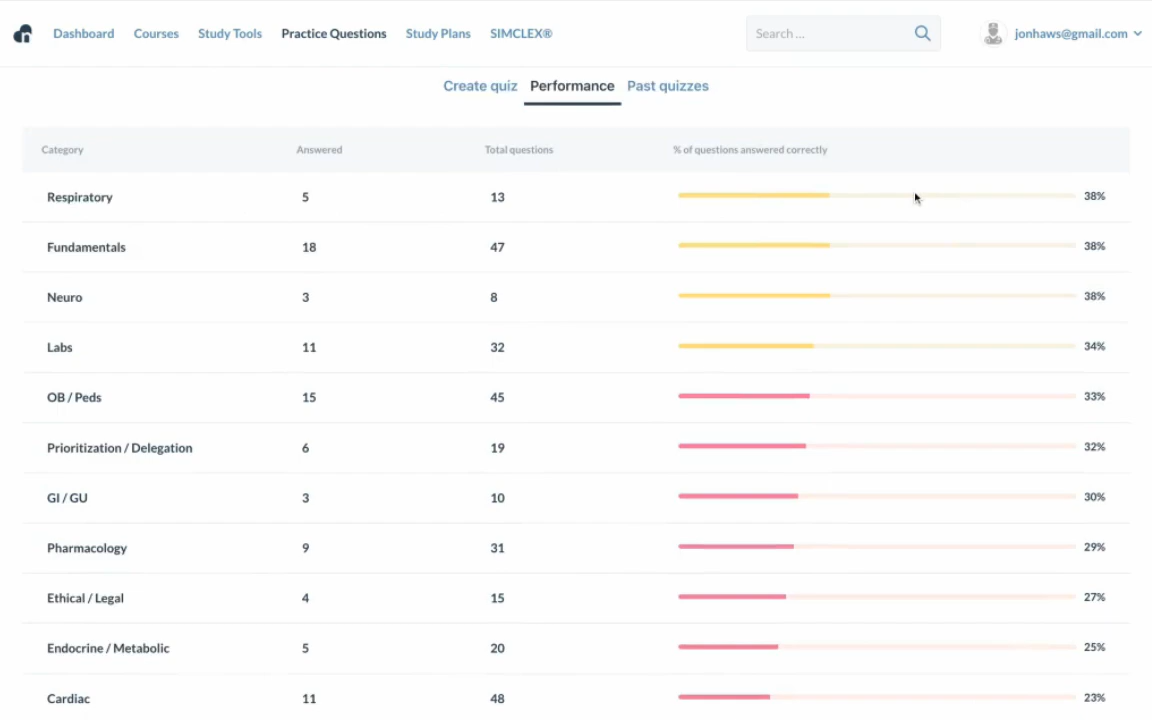 Dashboard Courses Study Tools Practice Questions Study Plans SIMCLEX® Search ... jonhaws@gmail.com
Create quiz Performance Past quizzes
Category Answered Total questions % of questions answered correctly
Respiratory 5 13 38%
Fundamentals 18 47 38%
Neuro 3 8 38%
Labs 11 32 34%
OB / Peds 15 45 33%
Prioritization / Delegation 6 19 32%
GI / GU 3 10 30%
Pharmacology 9 31 29%
Ethical / Legal 4 15 27%
Endocrine / Metabolic 5 20 25%
Cardiac 11 48 23%